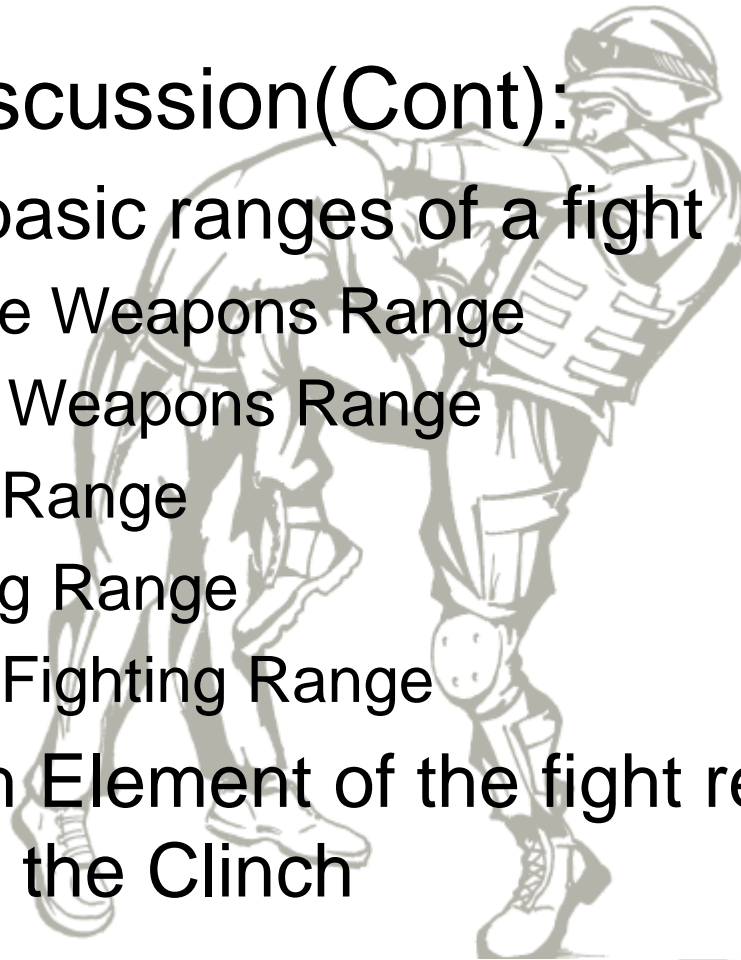 scussion(Cont):
basic ranges of a fight
e Weapons Range
Weapons Range
Range
g Range
Fighting Range
n Element of the fight re
the Clinch